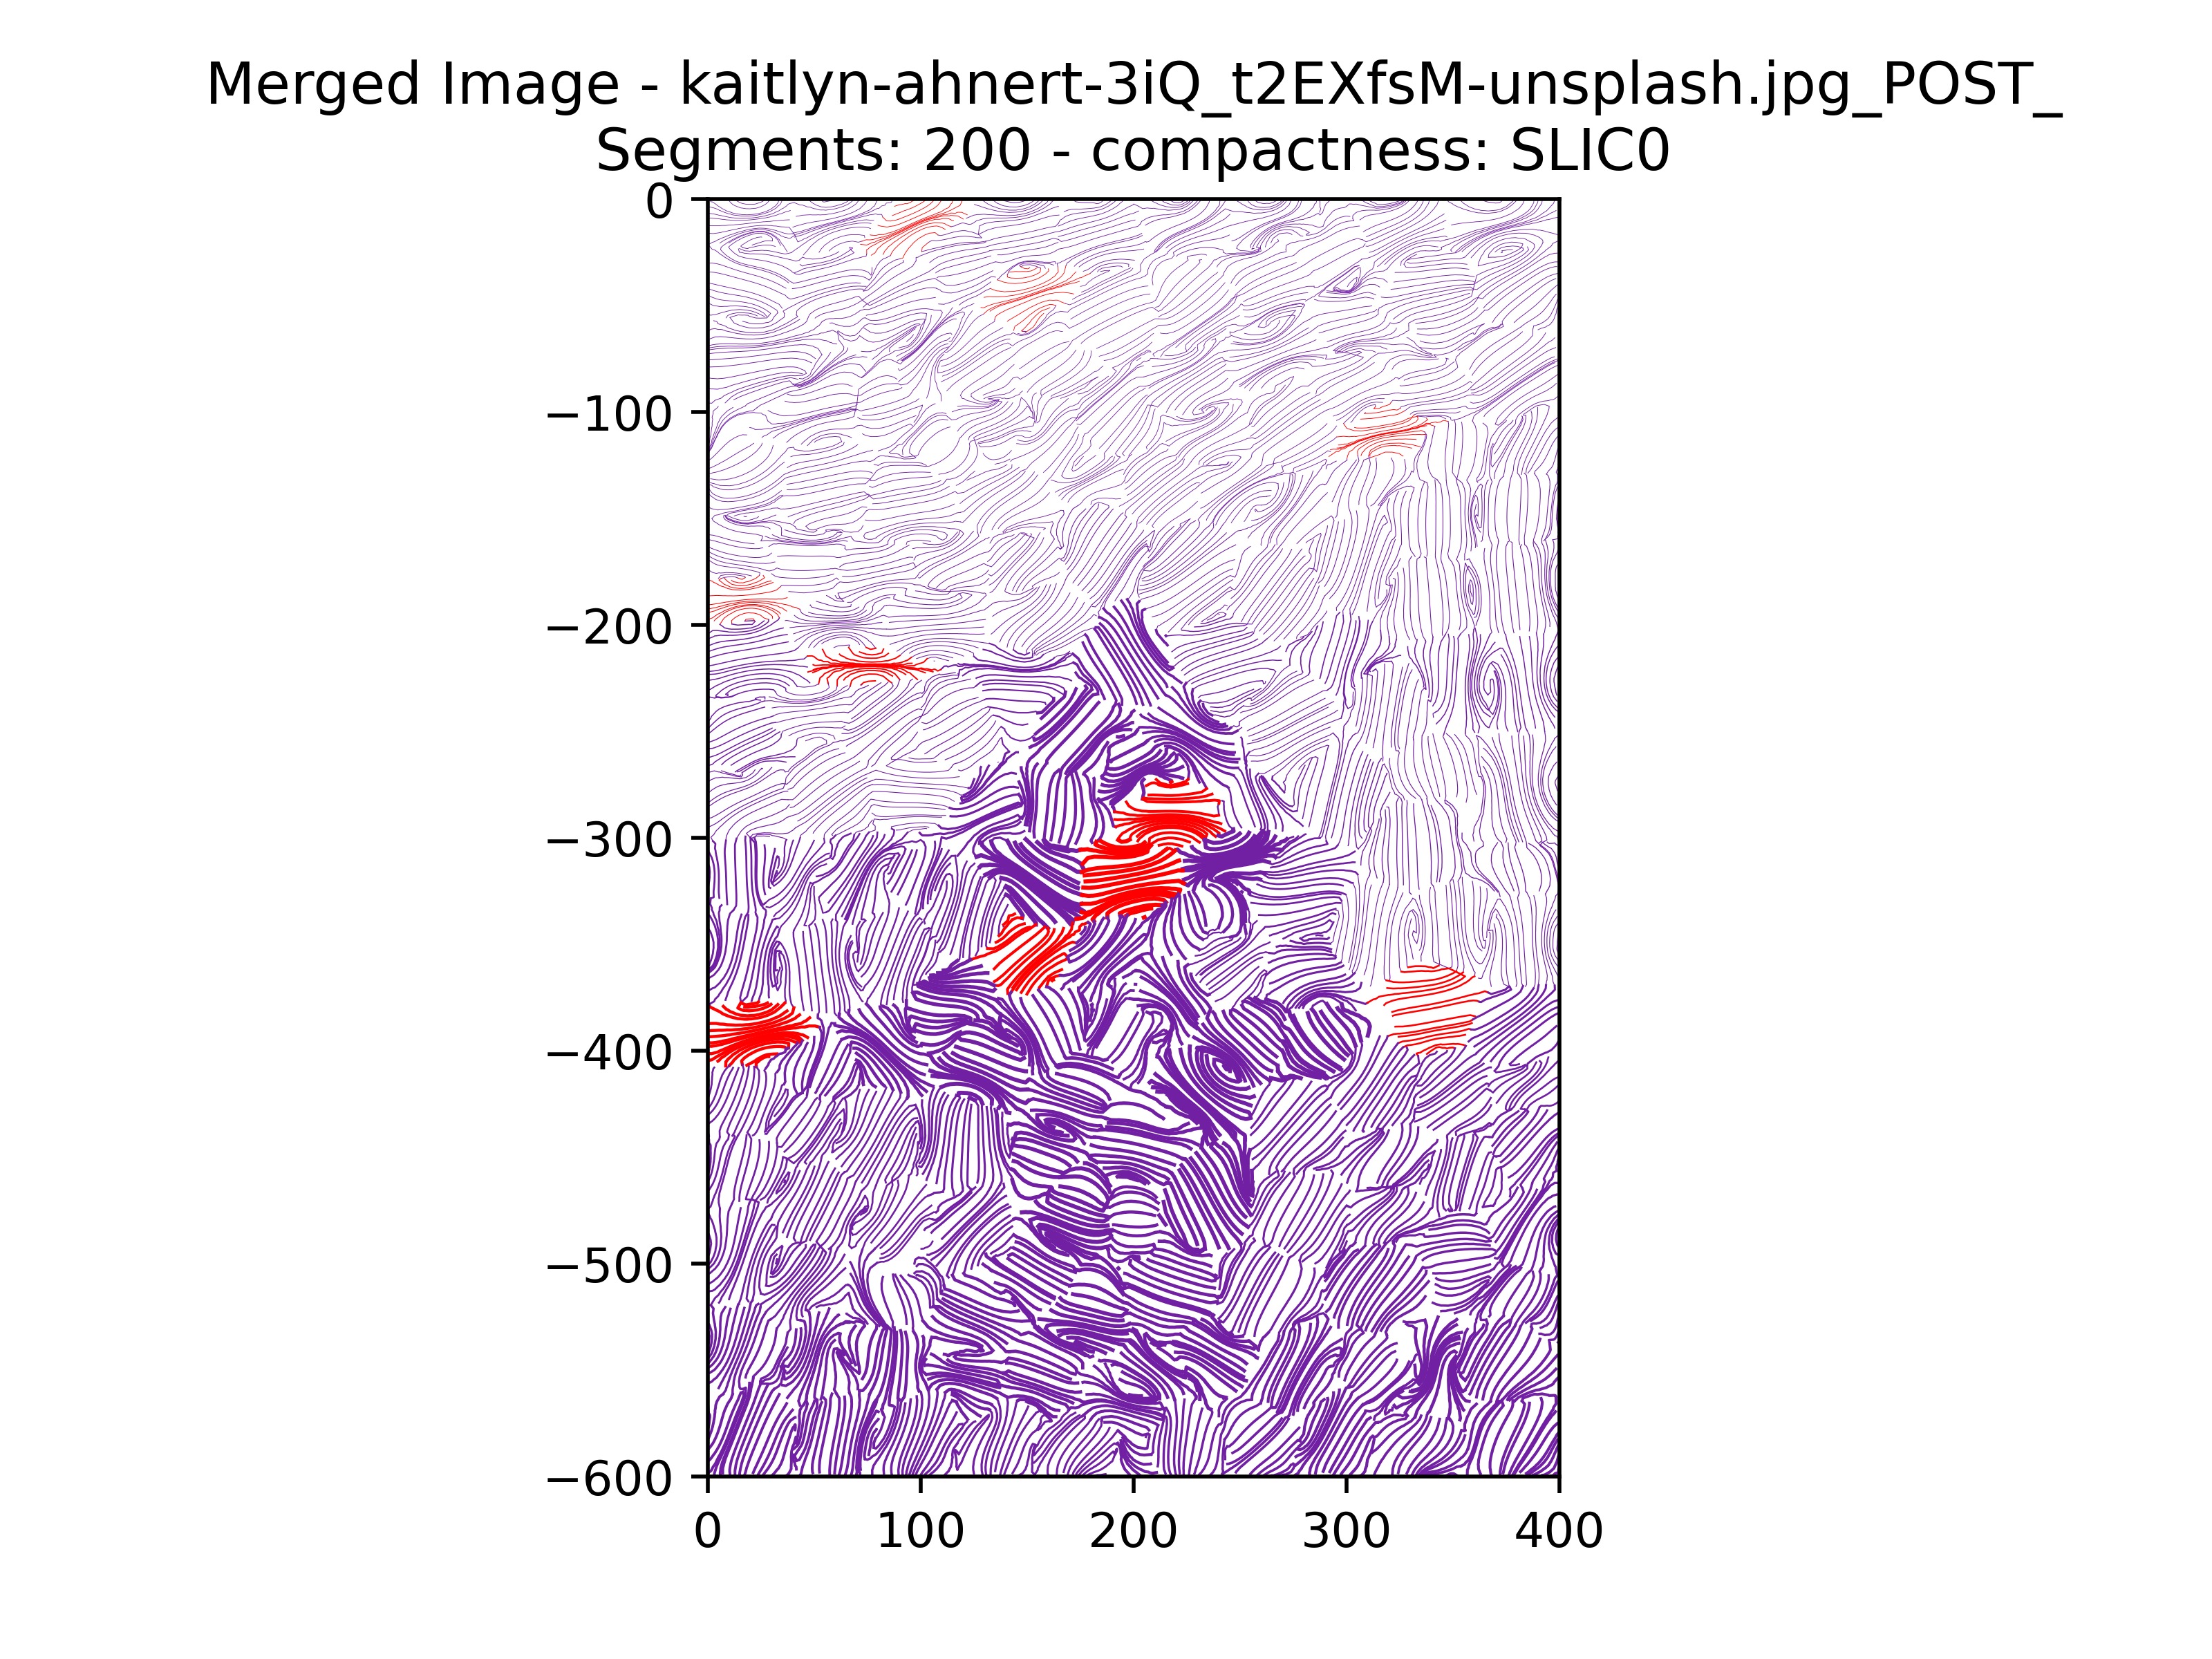 Merged Image - kaitlyn-ahnert-3iQ_t2EXfsM-unsplash.jpg_POST_
Segments: 200 - compactness: SLIC0
0
−100
−200
−300
−400
−500
−600
0 100 200 300 400